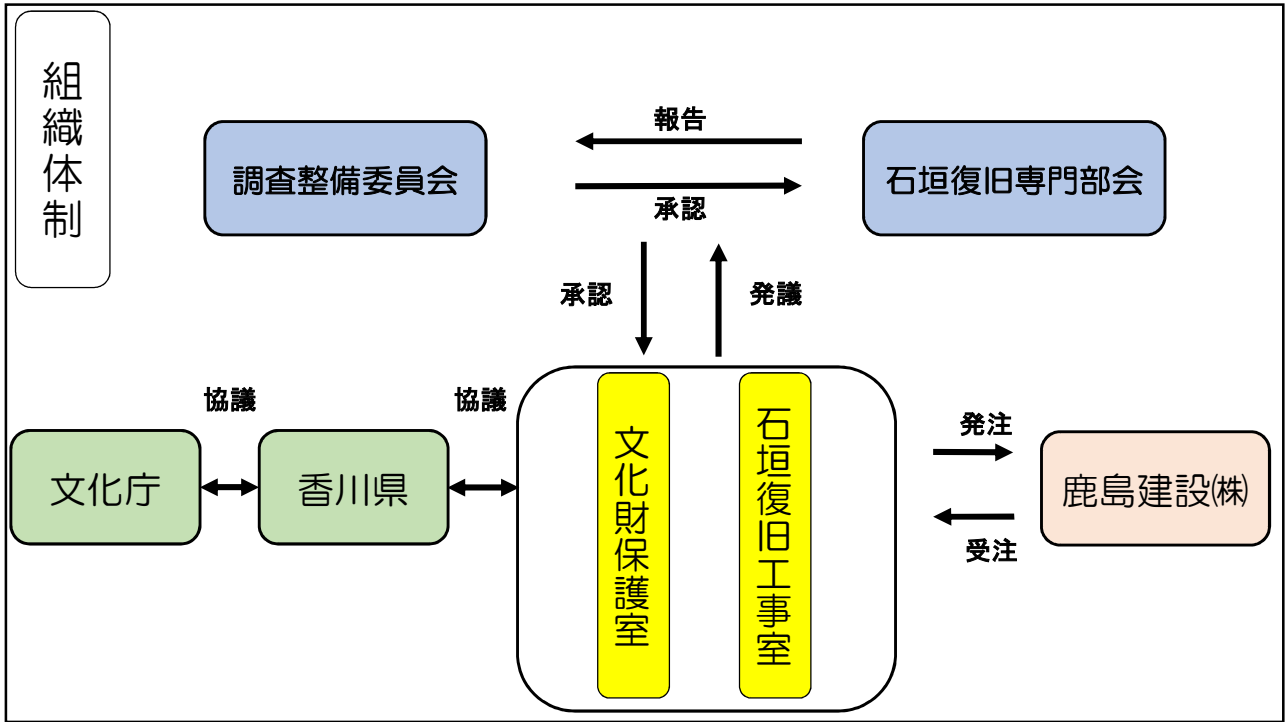 組織体制
報告
調査整備委員会
石垣復旧専門部会
承認
承認
発議
協議
協議
文化庁
香川県
文化財保護室
石垣復旧工事室
発注
鹿島建設㈱
受注